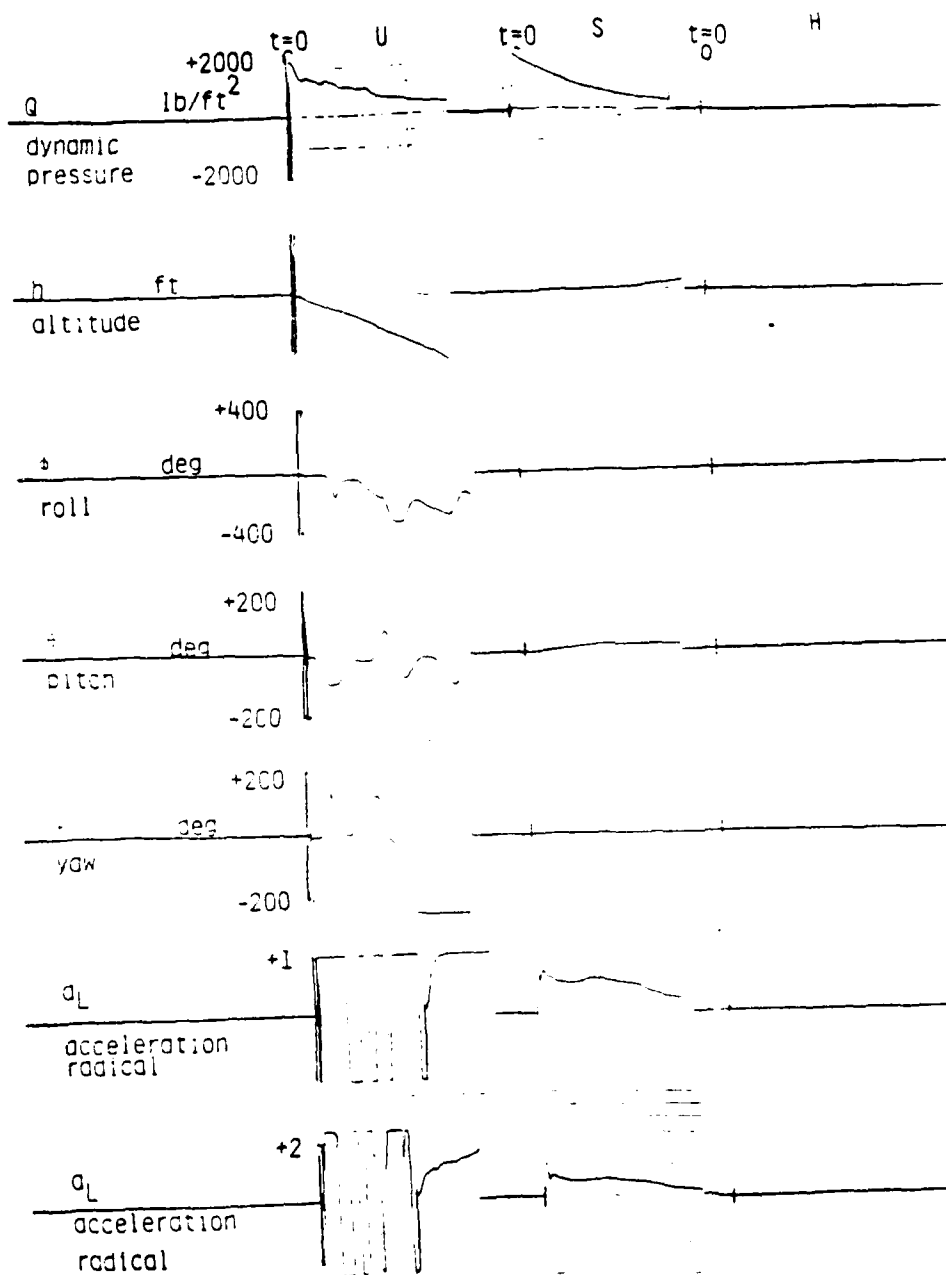 t=0 U t=0 S t=0 H
+2000
Q lb/ft²
dynamic
pressure -2000
h ft
altitude
+400
deg
roll
-400
+200
deg
pitch
-200
+200
deg
yaw
-200
+1
aL
acceleration
radical
+2
aL
acceleration
radical